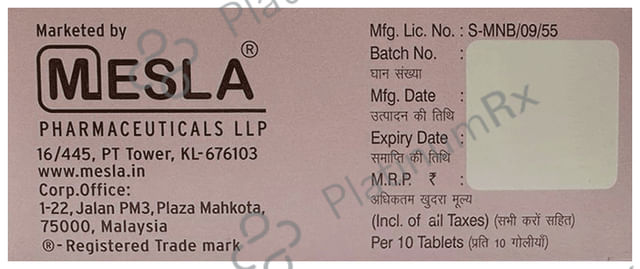 Marketed by
MESLA®
PHARMACEUTICALS LLP
16/445, PT Tower, KL-676103
www.mesla.in
Corp.Office:
1-22, Jalan PM3, Plaza Mahkota,
75000, Malaysia
®- Registered Trade mark
Mfg. Lic. No. : S-MNB/09/55
Batch No. :
घान संख्या
Mfg. Date :
उत्पादन की तिथि
Expiry Date :
समाप्ति की तिथि
M.R.P. ₹ :
अधिकतम खुदरा मूल्य
(Incl. of all Taxes) (सभी करों सहित)
Per 10 Tablets (प्रति 10 गोलीयाँ)
PlatinumRx